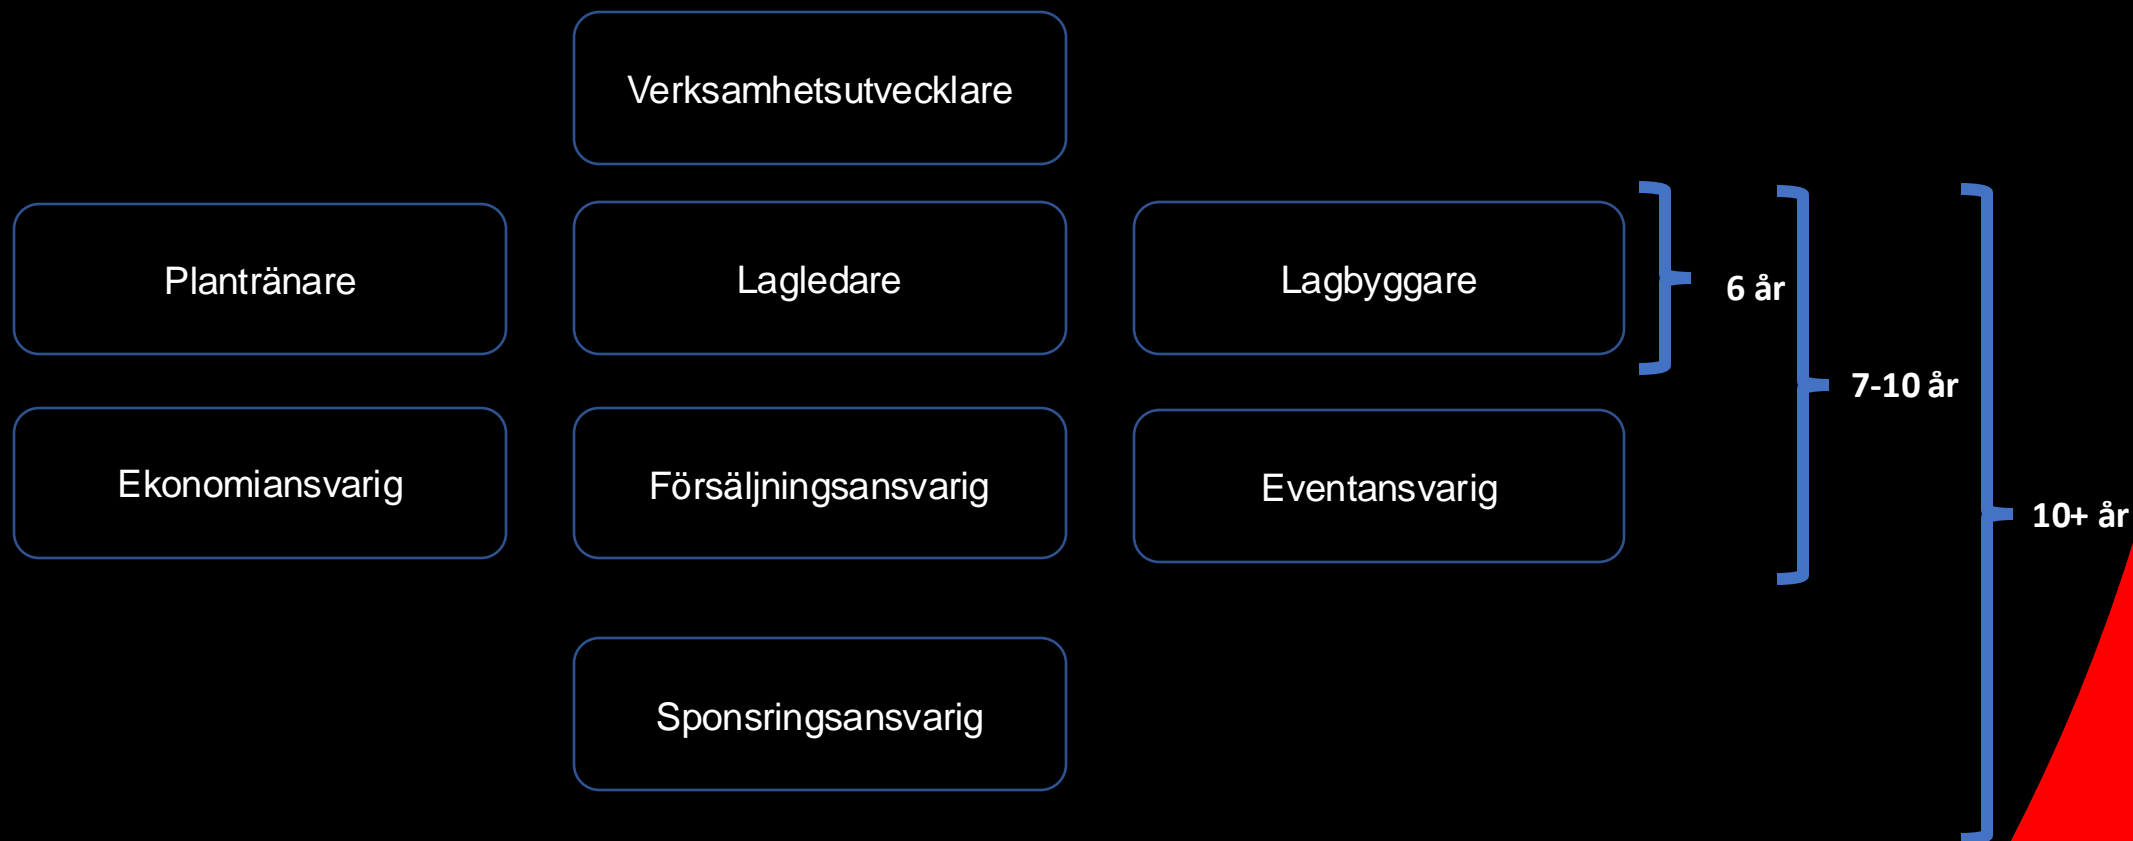 Verksamhetsutvecklare
Plantränare
Lagledare
Lagbyggare
6 år
7-10 år
Ekonomiansvarig
Försäljningsansvarig
Eventansvarig
10+ år
Sponsringsansvarig